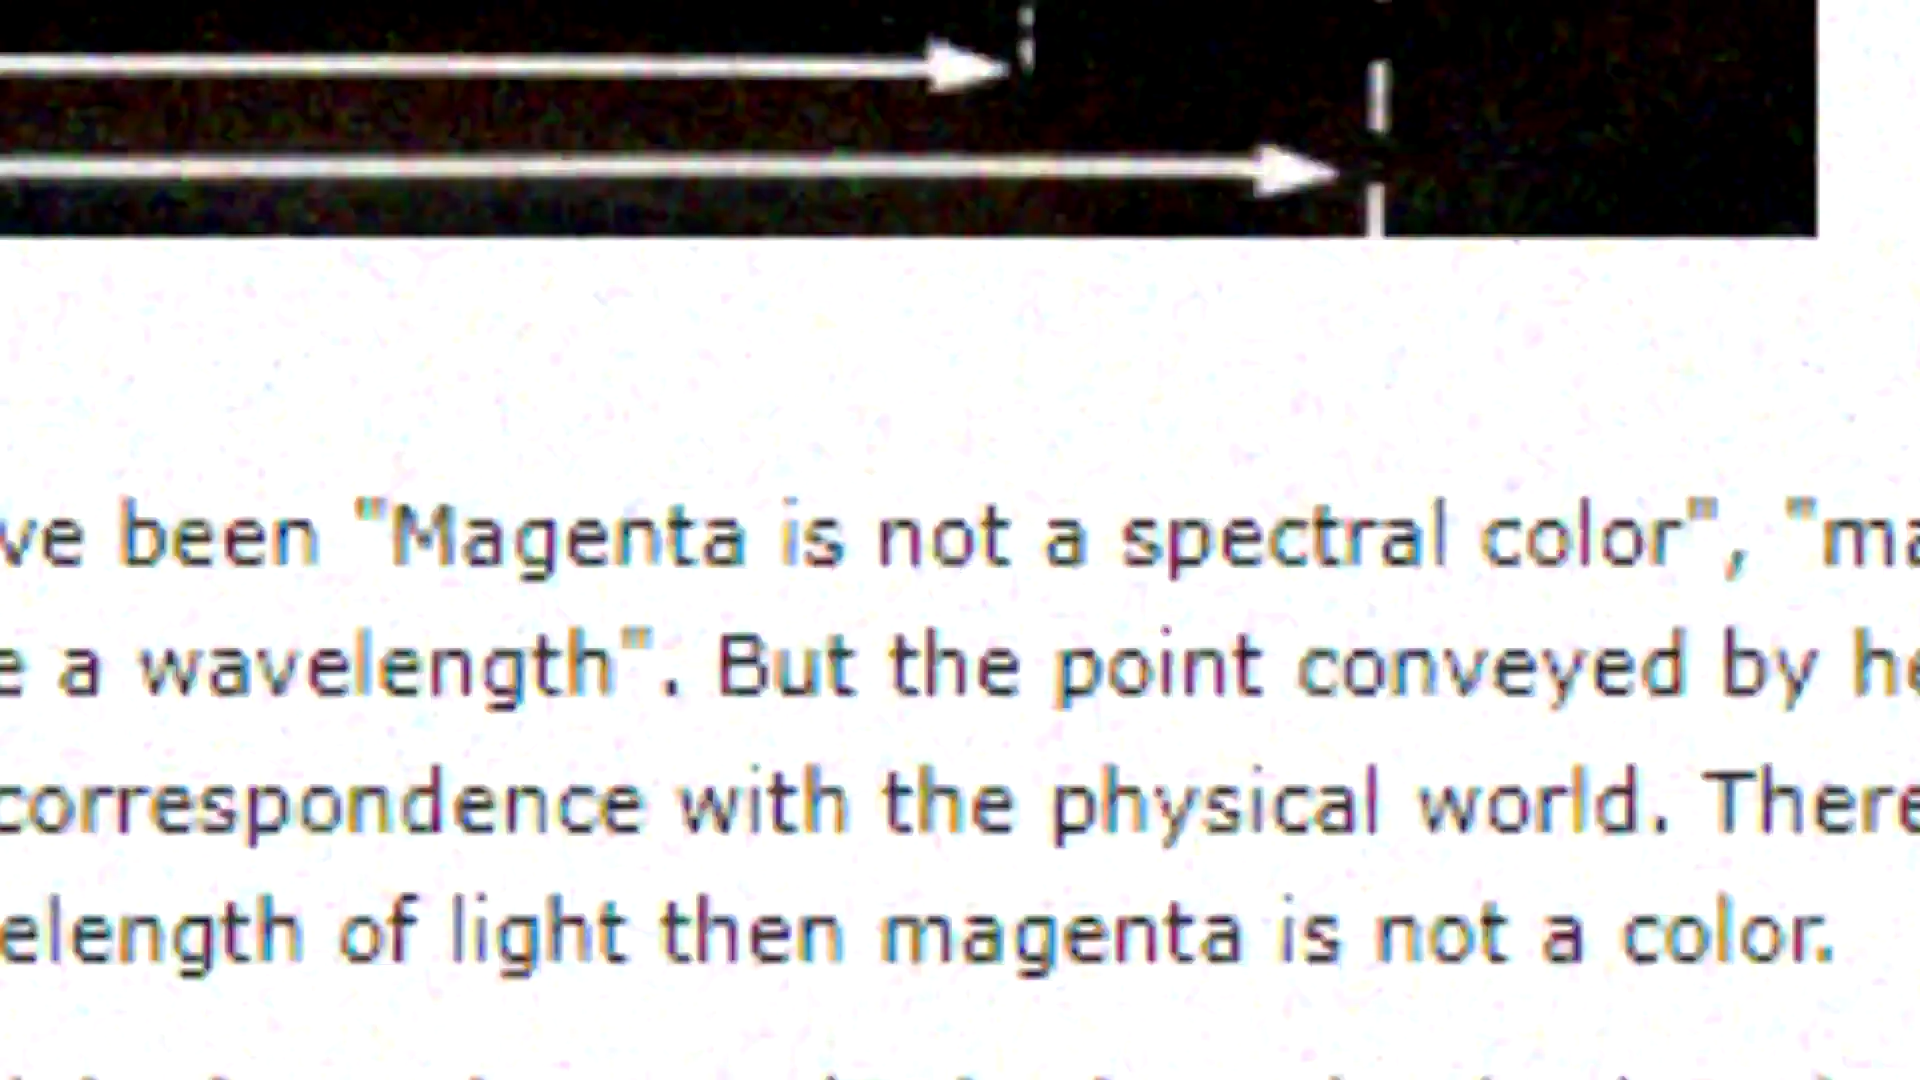 ve been "Magenta is not a spectral color", "ma
e a wavelength". But the point conveyed by he
correspondence with the physical world. There
elength of light then magenta is not a color.